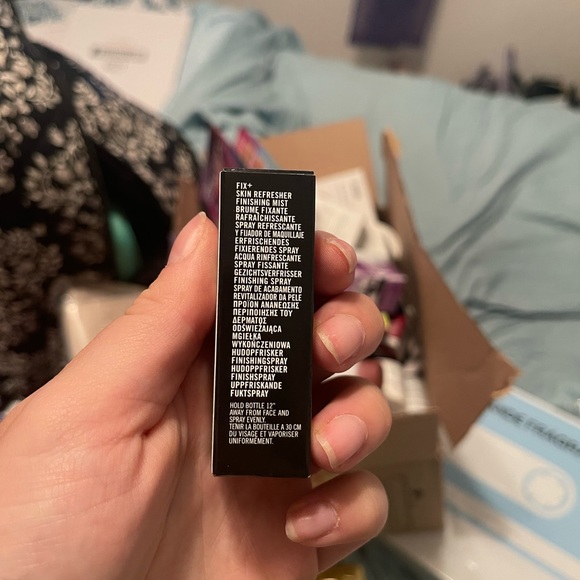 FIX+
SKIN REFRESHER
FINISHING MIST
BRUME FIXANTE
RAFRAÎCHISSANTE
SPRAY REFRESCANTE
Y FIJADOR DE MAQUILLAJE
ERFRISCHENDES
FIXIERENDES SPRAY
ACQUA RINFRESCANTE
SPRAY FISSANTE
GEZICHTSVERFRISSER
FINISHING SPRAY
SPRAY DE ACABAMENTO
REVITALIZADOR DA PELE
ΠΡΟΪΟΝ ΑΝΑΝΕΩΣΗΣ
ΠΕΡΙΠΟΙΗΣΗΣ ΤΟΥ
ΔΕΡΜΑΤΟΣ
ODŚWIEŻAJĄCA
MGIEŁKA
WYKOŃCZENIOWA
HUDOPFRISKER
FINISHINGSPRAY
HUDOPPFRISKER
FINISHSPRAY
UPPFRISKANDE
FUKTSPRAY
HOLD BOTTLE 12"
AWAY FROM FACE AND
SPRAY EVENLY.
TENIR LA BOUTEILLE A 30 CM
DU VISAGE ET VAPORISER
UNIFORMÉMENT.